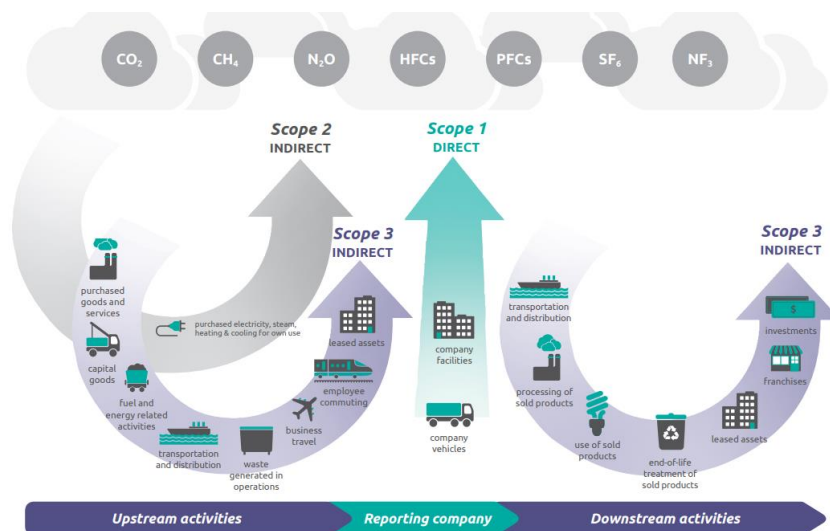 CO₂ CH₄ N₂O HFCs PFCs SF₆ NF₃
Scope 2
INDIRECT
Scope 1
DIRECT
Scope 3
INDIRECT
Scope 3
INDIRECT
purchased
goods and
services
capital
goods
fuel and
energy related
activities
purchased electricity, steam,
heating & cooling for own use
transportation
and distribution
waste
generated in
operations
business
travel
employee
commuting
leased assets
company
facilities
company
vehicles
transportation
and distribution
processing of
sold products
use of sold
products
end-of-life
treatment of
sold products
leased assets
franchises
$
investments
Upstream activities
Reporting company
Downstream activities